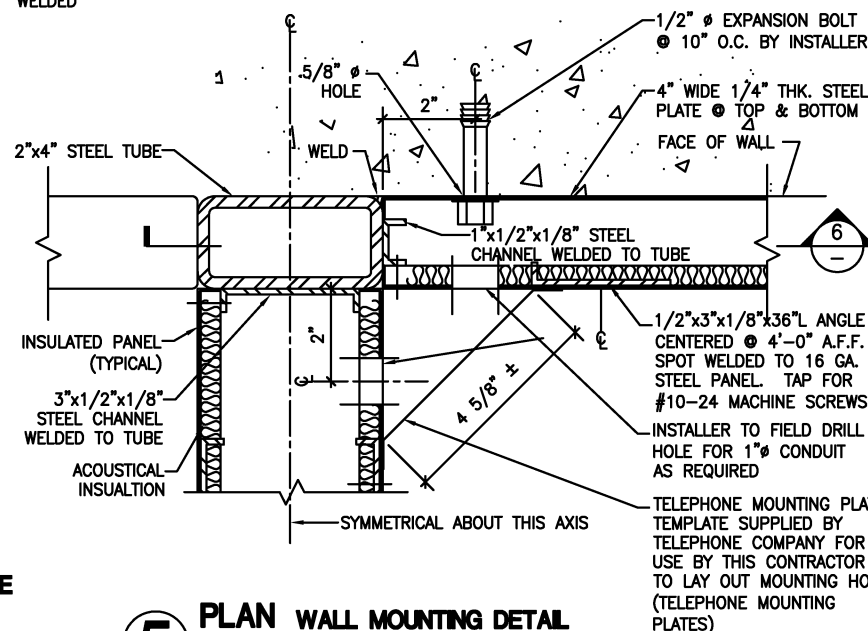 WELDED
1/2" ø EXPANSION BOLT
@ 10" O.C. BY INSTALLER
5/8" ø
HOLE
2"
4" WIDE 1/4" THK. STEEL
PLATE @ TOP & BOTTOM
FACE OF WALL
2"x4" STEEL TUBE
WELD
1"x1/2"x1/8" STEEL
CHANNEL WELDED TO TUBE
6
-
INSULATED PANEL
(TYPICAL)
2"
3"x1/2"x1/8"
STEEL CHANNEL
WELDED TO TUBE
ACOUSTICAL
INSUALTION
4 5/8" ±
1/2"x3"x1/8"x36"L ANGLE
CENTERED @ 4'-0" A.F.F.
SPOT WELDED TO 16 GA.
STEEL PANEL. TAP FOR
#10-24 MACHINE SCREWS
INSTALLER TO FIELD DRILL
HOLE FOR 1"ø CONDUIT
AS REQUIRED
SYMMETRICAL ABOUT THIS AXIS
TELEPHONE MOUNTING
TEMPLATE SUPPLIED BY
TELEPHONE COMPANY FOR
USE BY THIS CONTRACTOR
TO LAY OUT MOUNTING
(TELEPHONE MOUNTING
PLATES)
E
5
PLAN WALL MOUNTING DETAIL